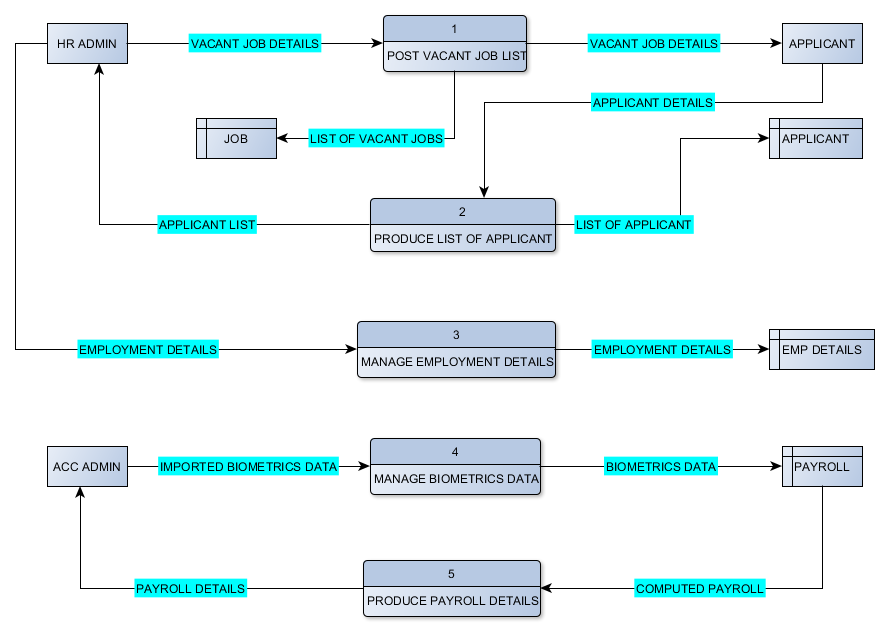 1
HR ADMIN
VACANT JOB DETAILS
POST VACANT JOB LIST
VACANT JOB DETAILS
APPLICANT
APPLICANT DETAILS
JOB
LIST OF VACANT JOBS
APPLICANT
2
APPLICANT LIST
PRODUCE LIST OF APPLICANT
LIST OF APPLICANT
3
EMPLOYMENT DETAILS
MANAGE EMPLOYMENT DETAILS
EMPLOYMENT DETAILS
EMP DETAILS
4
ACC ADMIN
IMPORTED BIOMETRICS DATA
MANAGE BIOMETRICS DATA
BIOMETRICS DATA
PAYROLL
5
PAYROLL DETAILS
PRODUCE PAYROLL DETAILS
COMPUTED PAYROLL